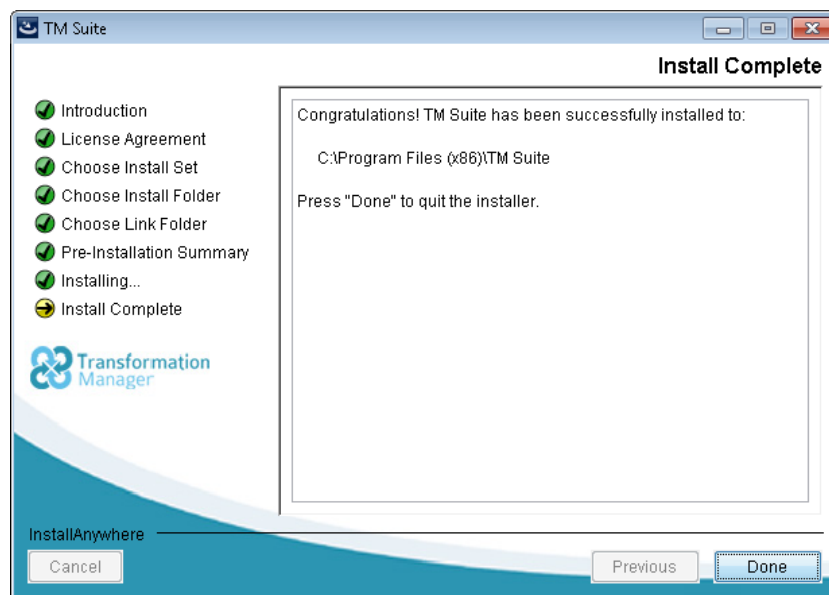 TM Suite
Install Complete
Introduction
License Agreement
Choose Install Set
Choose Install Folder
Choose Link Folder
Pre-Installation Summary
Installing...
Install Complete
Transformation
Manager
Congratulations! TM Suite has been successfully installed to:
C:\Program Files (x86)\TM Suite
Press "Done" to quit the installer.
InstallAnywhere
Cancel
Previous
Done